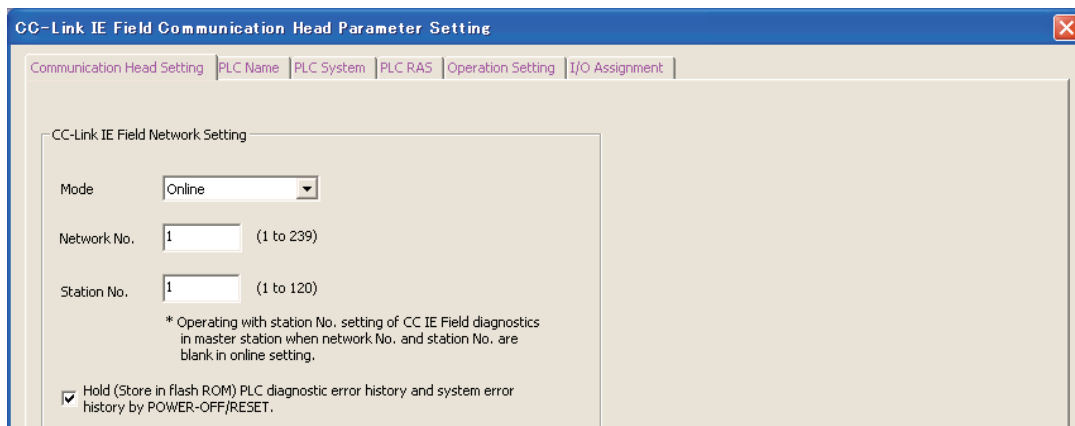 CC-Link IE Field Communication Head Parameter Setting
Communication Head Setting PLC Name PLC System PLC RAS Operation Setting I/O Assignment
CC-Link IE Field Network Setting
Mode Online
Network No. 1 (1 to 239)
Station No. 1 (1 to 120)
* Operating with station No. setting of CC IE Field diagnostics
in master station when network No. and station No. are
blank in online setting.
Hold (Store in flash ROM) PLC diagnostic error history and system error
history by POWER-OFF/RESET.